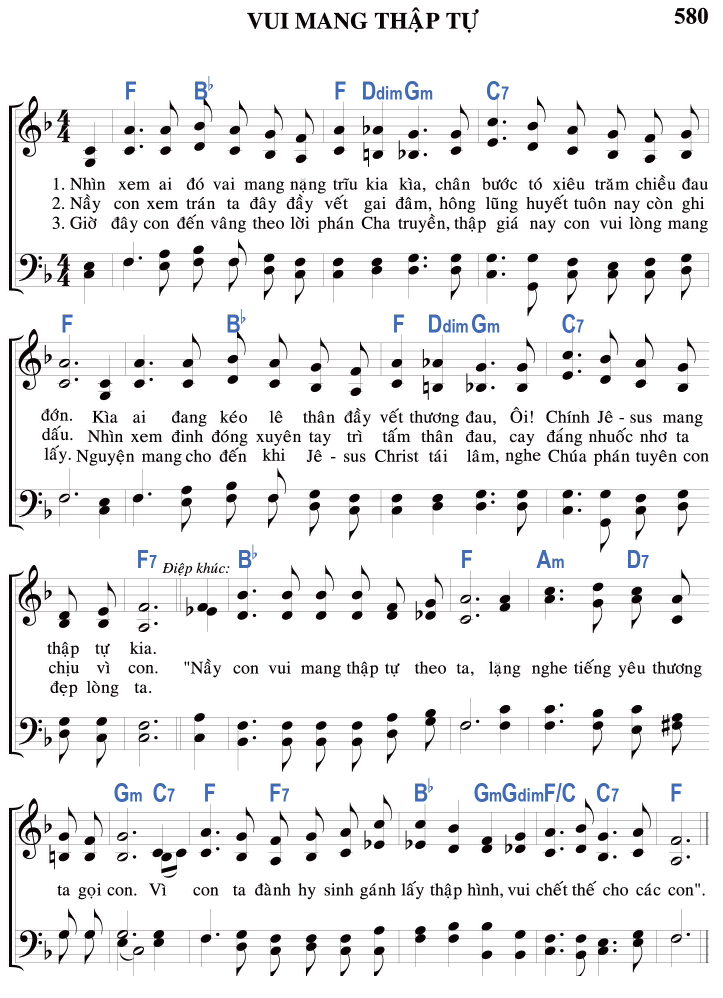 VUI MANG THẬP TỰ
580
F B♭ F Ddim Gm C7
4 4
1. Nhìn xem ai đó vai mang nặng trĩu kia kìa, chân bước tó xiêu trăm chiều đau
2. Nầy con xem trán ta đây đầy vết gai đâm, hông lũng huyết tuôn nay còn ghi
3. Giờ đây con đến vâng theo lời phán Cha truyền, thập giá nay con vui lòng mang
4 4
F B♭ F Ddim Gm C7
đớn. Kìa ai đang kéo lê thân đầy vết thương đau, Ôi! Chính Jê - sus mang
dấu. Nhìn xem đinh đóng xuyên tay trì tấm thân đau, cay đắng nhuốc nhơ ta
lấy. Nguyện mang cho đến khi Jê - sus Christ tái lâm, nghe Chúa phán tuyên con
F7 Điệp khúc: B♭ F Am D7
thập tự kia.
chịu vì con. "Nầy con vui mang thập tự theo ta, lặng nghe tiếng yêu thương
đẹp lòng ta.
Gm C7 F F7 B♭ Gm Gdim F/C C7 F
ta gọi con. Vì con ta đành hy sinh gánh lấy thập hình, vui chết thế cho các con".